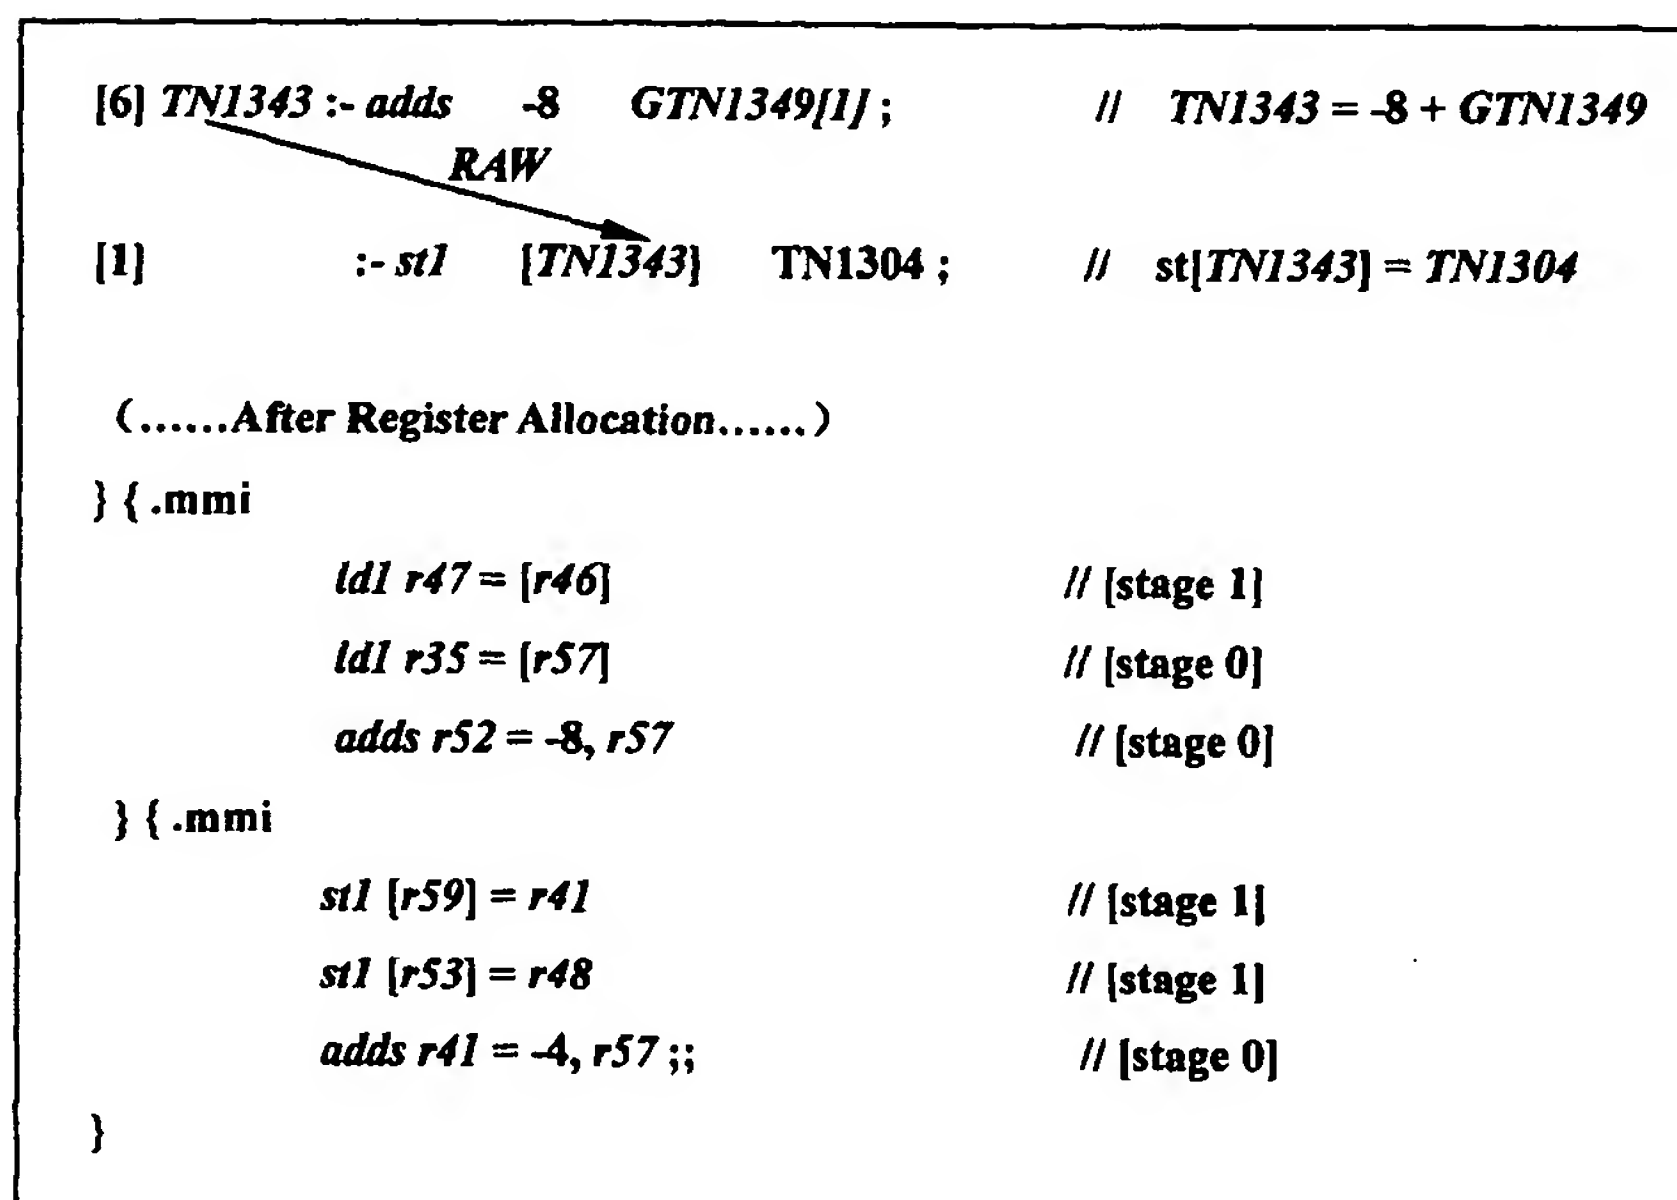 [6] TN1343 :- adds -8 GTN1349[1] ; // TN1343 = -8 + GTN1349
RAW
[1] :- st1 [TN1343] TN1304 ; // st[TN1343] = TN1304
(……After Register Allocation……)
} { .mmi
ld1 r47 = [r46] // [stage 1]
ld1 r35 = [r57] // [stage 0]
adds r52 = -8, r57 // [stage 0]
} { .mmi
st1 [r59] = r41 // [stage 1]
st1 [r53] = r48 // [stage 1]
adds r41 = -4, r57 ;; // [stage 0]
}